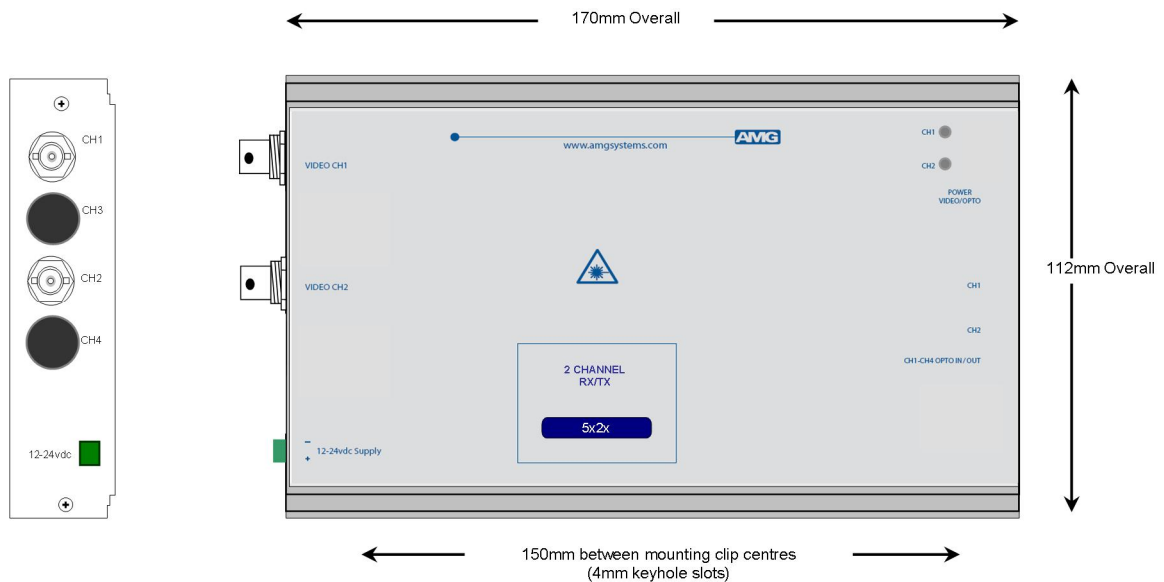 170mm Overall
CH1
CH3
CH2
CH4
12-24vdc
www.amgsystems.com
AMG
VIDEO CH1
CH1
CH2
POWER
VIDEO/OPTO
VIDEO CH2
CH1
CH2
CH1-CH4 OPTO IN/OUT
2 CHANNEL
RX/TX
5x2x
−
+
12-24vdc Supply
112mm Overall
150mm between mounting clip centres
(4mm keyhole slots)